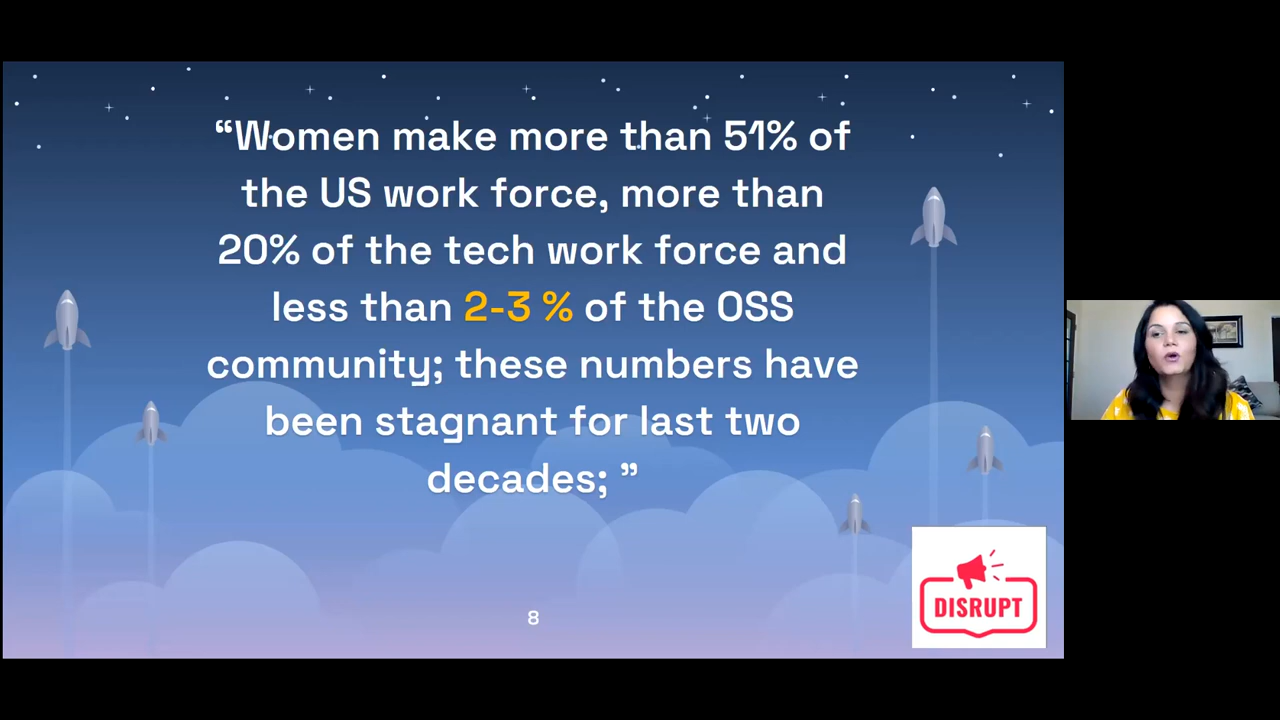 “Women make more than 51% of
the US work force, more than
20% of the tech work force and
less than 2-3 % of the OSS
community; these numbers have
been stagnant for last two
decades; ”
DISRUPT
8